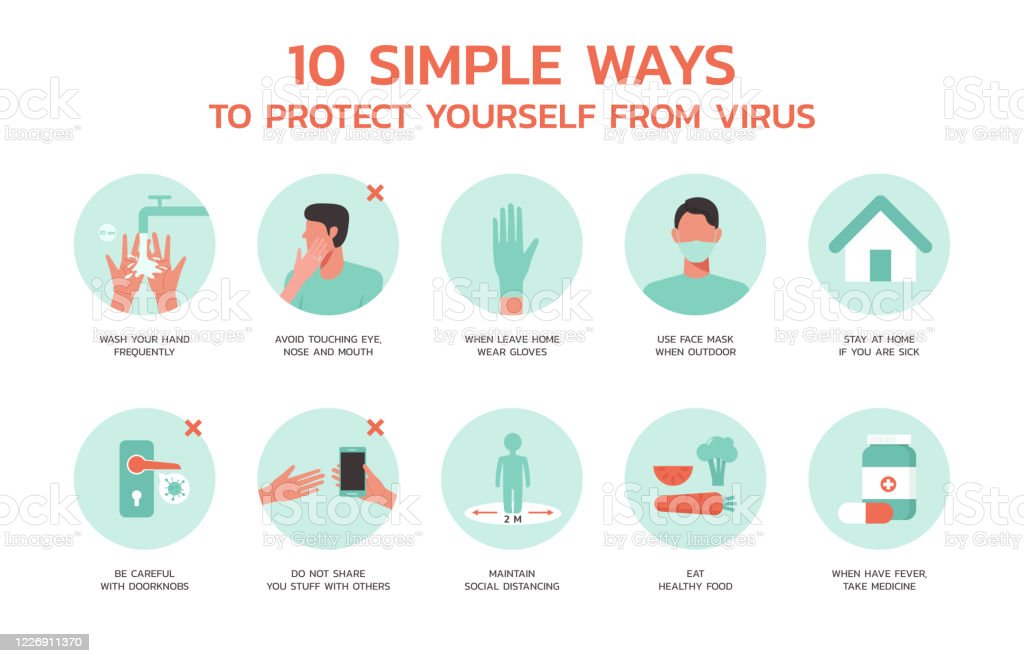 10 SIMPLE WAYS
TO PROTECT YOURSELF FROM VIRUS
20 sec
WASH YOUR HAND
FREQUENTLY
AVOID TOUCHING EYE,
NOSE AND MOUTH
WHEN LEAVE HOME
WEAR GLOVES
USE FACE MASK
WHEN OUTDOOR
STAY AT HOME
IF YOU ARE SICK
2 M
BE CAREFUL
WITH DOORKNOBS
DO NOT SHARE
YOU STUFF WITH OTHERS
MAINTAIN
SOCIAL DISTANCING
EAT
HEALTHY FOOD
WHEN HAVE FEVER,
TAKE MEDICINE
iStock
by Getty Images™
1226911370